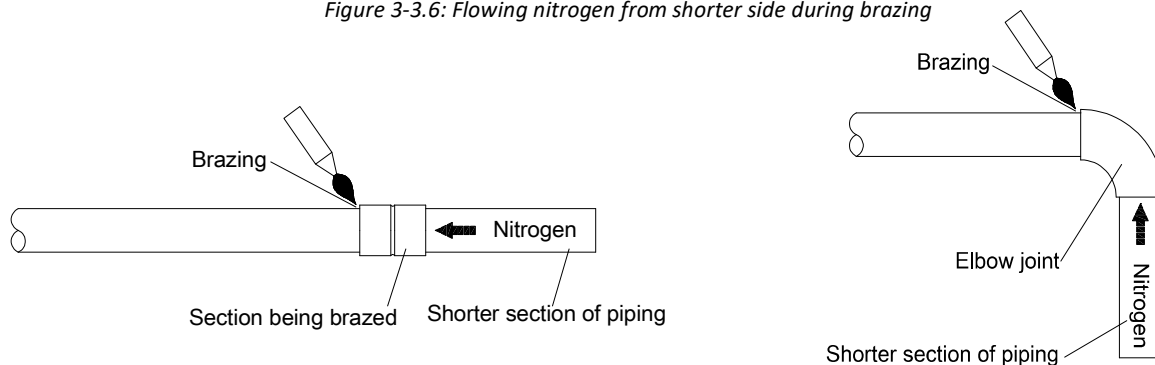 Figure 3-3.6: Flowing nitrogen from shorter side during brazing
Brazing
Nitrogen
Section being brazed
Shorter section of piping
Brazing
Elbow joint
Nitrogen
Shorter section of piping